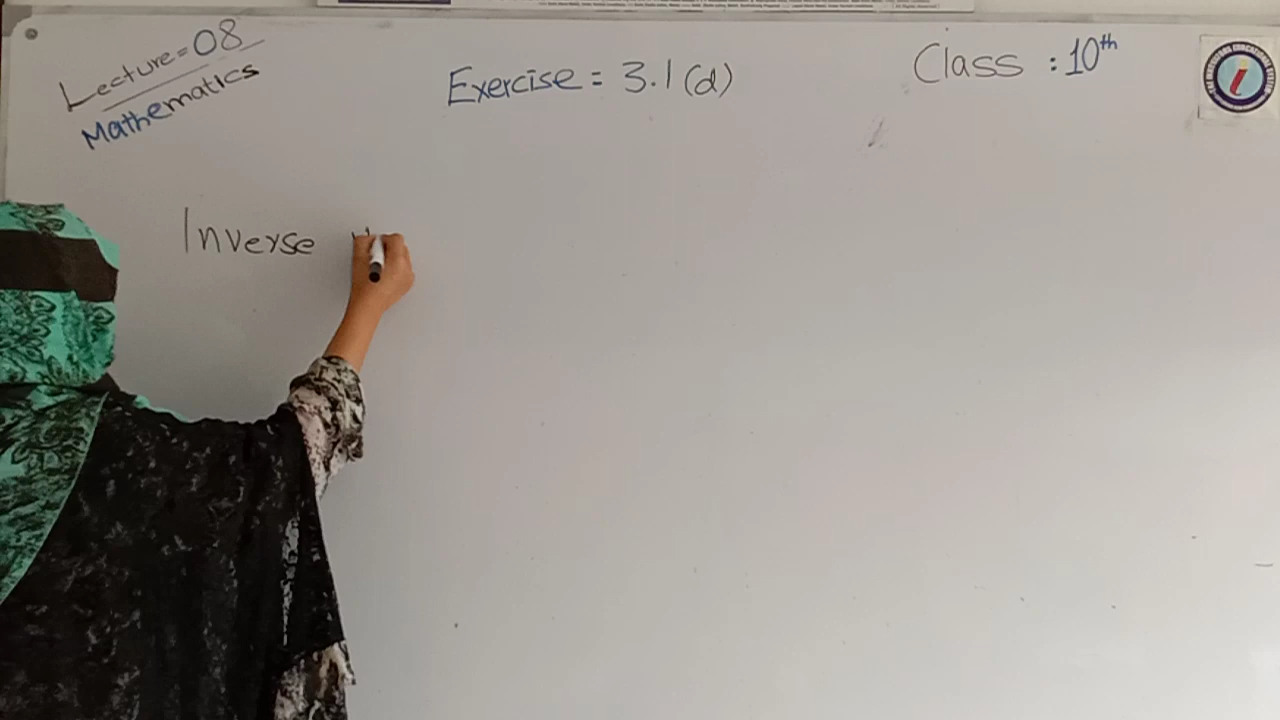 Lecture = 08
Mathematics
Exercise = 3.1 (d)
Class : 10th
Inverse